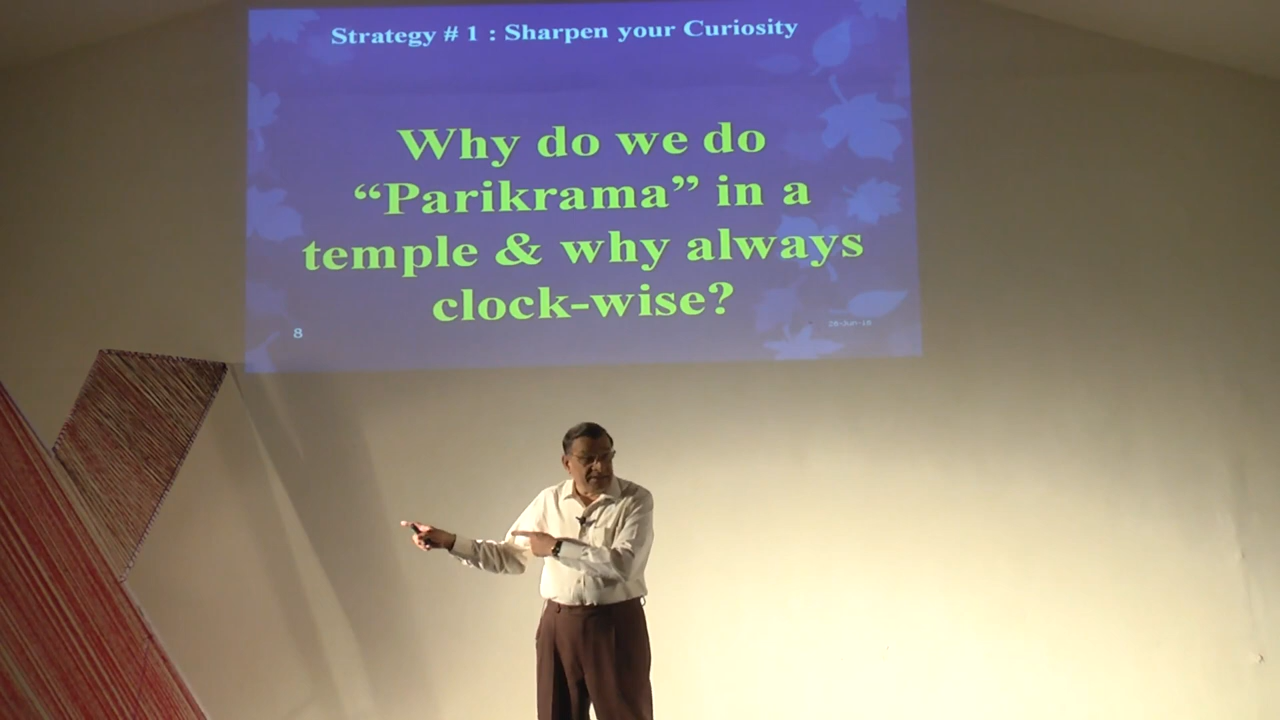 Strategy # 1 : Sharpen your Curiosity
Why do we do
“Parikrama” in a
temple & why always
clock-wise?
8